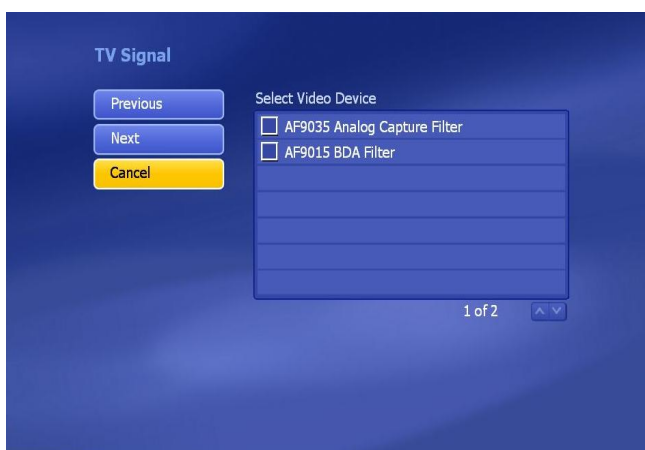 TV Signal
Previous
Next
Cancel
Select Video Device
AF9035 Analog Capture Filter
AF9015 BDA Filter
1 of 2